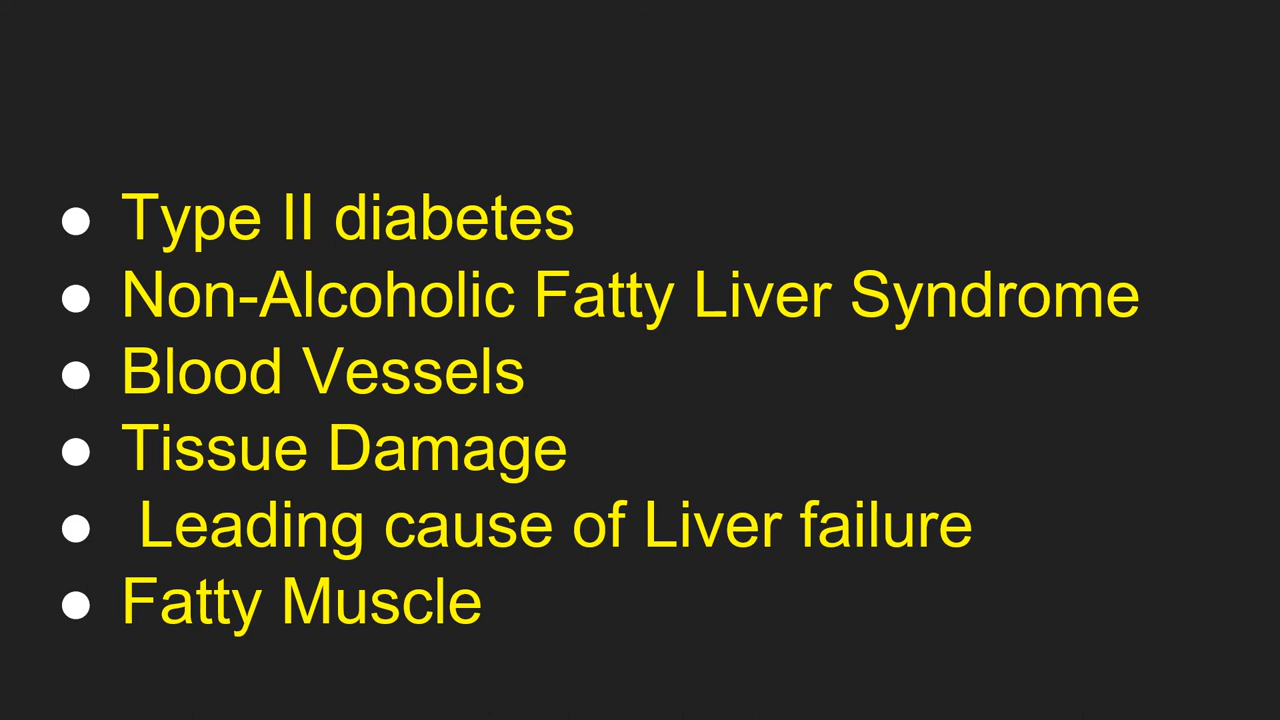 ● Type II diabetes
● Non-Alcoholic Fatty Liver Syndrome
● Blood Vessels
● Tissue Damage
● Leading cause of Liver failure
● Fatty Muscle